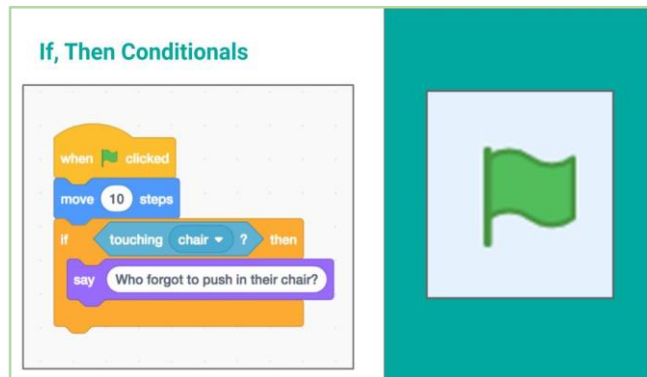 If, Then Conditionals
when clicked
move 10 steps
if touching chair ? then
say Who forgot to push in their chair?